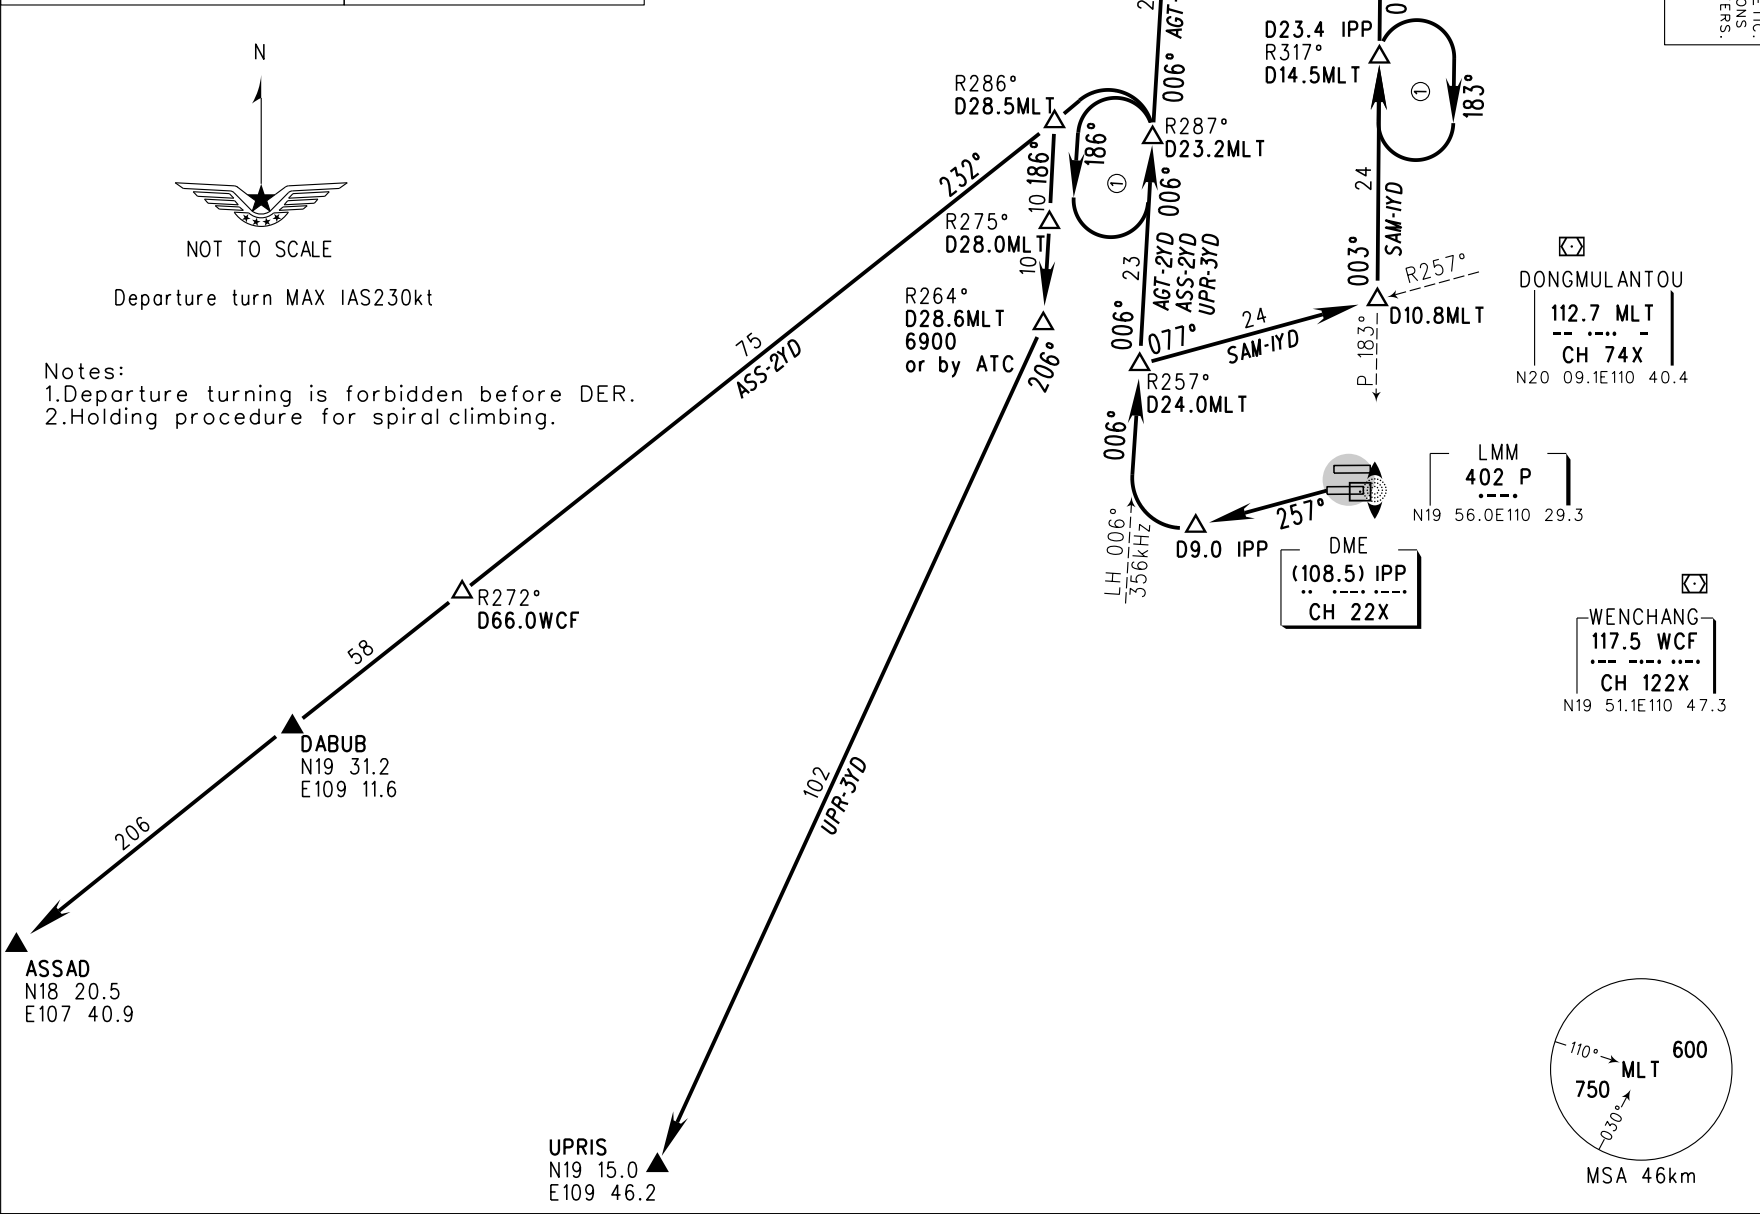 N
NOT TO SCALE
Departure turn MAX IAS230kt
Notes:
1.Departure turning is forbidden before DER.
2.Holding procedure for spiral climbing.
ETIC.
ONS
TERS.
2
006° AGT-
0
D23.4 IPP
R317°
D14.5MLT
①
183°
R286°
D28.5MLT
186°
①
R287°
D23.2MLT
232°
10 186°
R275°
D28.0MLT
10
R264°
D28.6MLT
6900
or by ATC
206°
006°
23
AGT-2YD
ASS-2YD
UPR-3YD
006°
24
SAM-1YD
003°
R257°
D10.8MLT
P 183°
077°
24
SAM-1YD
R257°
D24.0MLT
006°
LH 006°
356kHz
257°
D9.0 IPP
DONGMULANTOU
112.7 MLT
-- ·-·· -
CH 74X
N20 09.1E110 40.4
LMM
402 P
·--·
N19 56.0E110 29.3
DME
(108.5) IPP
·· ·--· ·--·
CH 22X
WENCHANG
117.5 WCF
·-- -·-· ··-·
CH 122X
N19 51.1E110 47.3
75
ASS-2YD
R272°
D66.0WCF
58
DABUB
N19 31.2
E109 11.6
206
ASSAD
N18 20.5
E107 40.9
102
UPR-3YD
UPRIS
N19 15.0
E109 46.2
110°
MLT
600
750
030°
MSA 46km